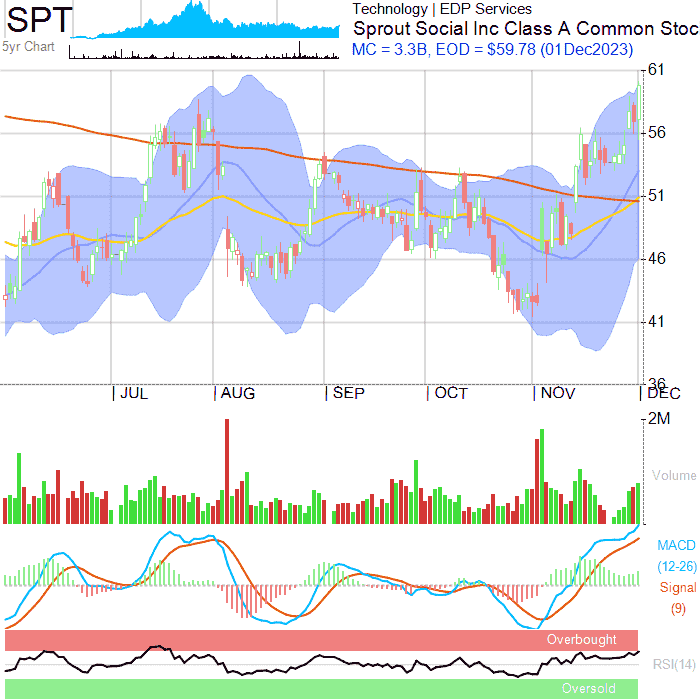 SPT
Technology | EDP Services
Sprout Social Inc Class A Common Stoc
5yr Chart
MC = 3.3B, EOD = $59.78 (01Dec2023)
61
56
51
46
41
36
JUL AUG SEP OCT NOV DEC
2M
Volume
MACD
(12-26)
Signal
(9)
Overbought
RSI(14)
Oversold